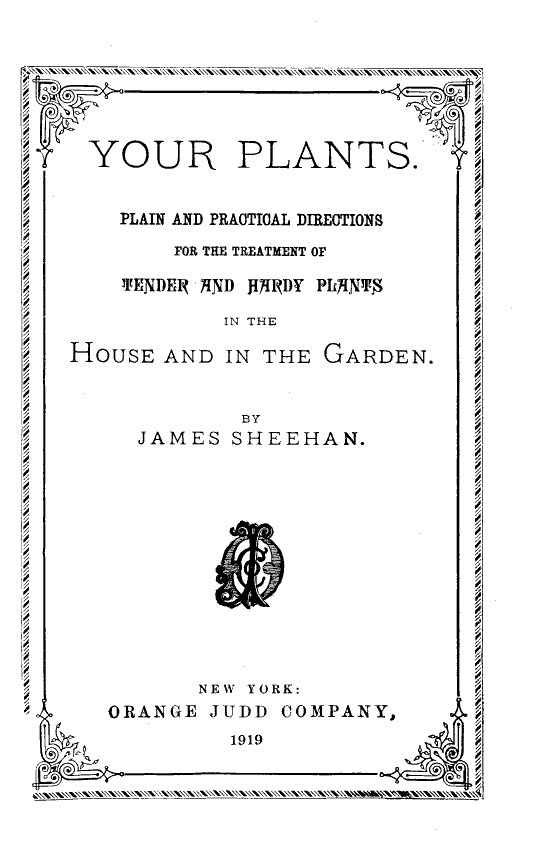 YOUR PLANTS.
PLAIN AND PRACTICAL DIRECTIONS
FOR THE TREATMENT OF
TENDER AND HARDY PLANTS
IN THE
HOUSE AND IN THE GARDEN.
BY
JAMES SHEEHAN.
NEW YORK:
ORANGE JUDD COMPANY,
1919